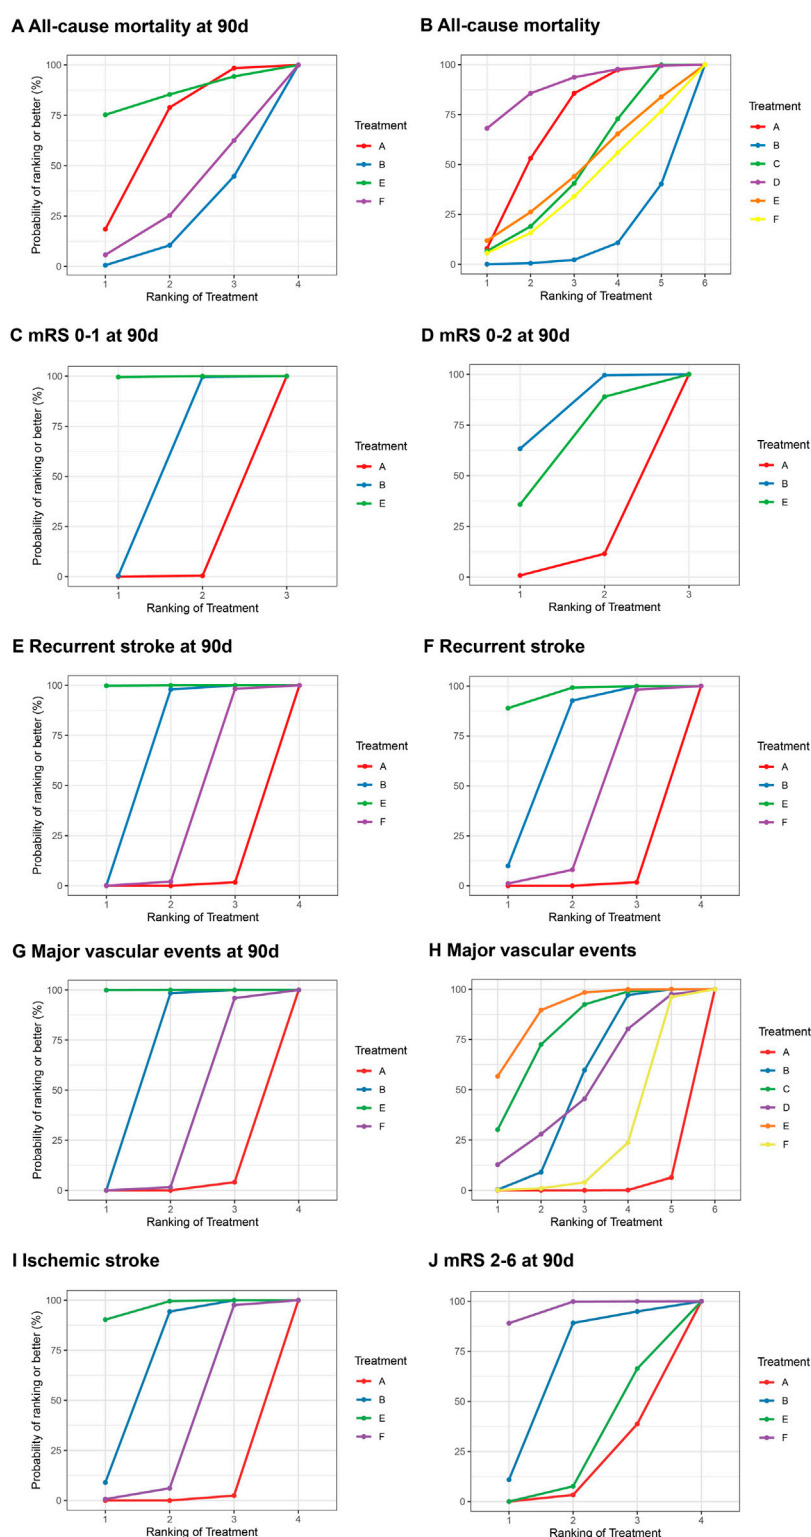 A All-cause mortality at 90d
Probability of ranking or better (%)
100
75
50
25
0
1 2 3 4
Ranking of Treatment
Treatment
A
B
E
F
B All-cause mortality
100
75
50
25
0
1 2 3 4 5 6
Ranking of Treatment
Treatment
A
B
C
D
E
F
C mRS 0-1 at 90d
Probability of ranking or better (%)
100
75
50
25
0
1 2 3
Ranking of Treatment
Treatment
A
B
E
D mRS 0-2 at 90d
100
75
50
25
0
1 2 3
Ranking of Treatment
Treatment
A
B
E
E Recurrent stroke at 90d
Probability of ranking or better (%)
100
75
50
25
0
1 2 3 4
Ranking of Treatment
Treatment
A
B
E
F
F Recurrent stroke
100
75
50
25
0
1 2 3 4
Ranking of Treatment
Treatment
A
B
E
F
G Major vascular events at 90d
Probability of ranking or better (%)
100
75
50
25
0
1 2 3 4
Ranking of Treatment
Treatment
A
B
E
F
H Major vascular events
100
75
50
25
0
1 2 3 4 5 6
Ranking of Treatment
Treatment
A
B
C
D
E
F
I Ischemic stroke
Probability of ranking or better (%)
100
75
50
25
0
1 2 3 4
Ranking of Treatment
Treatment
A
B
E
F
J mRS 2-6 at 90d
100
75
50
25
0
1 2 3 4
Ranking of Treatment
Treatment
A
B
E
F